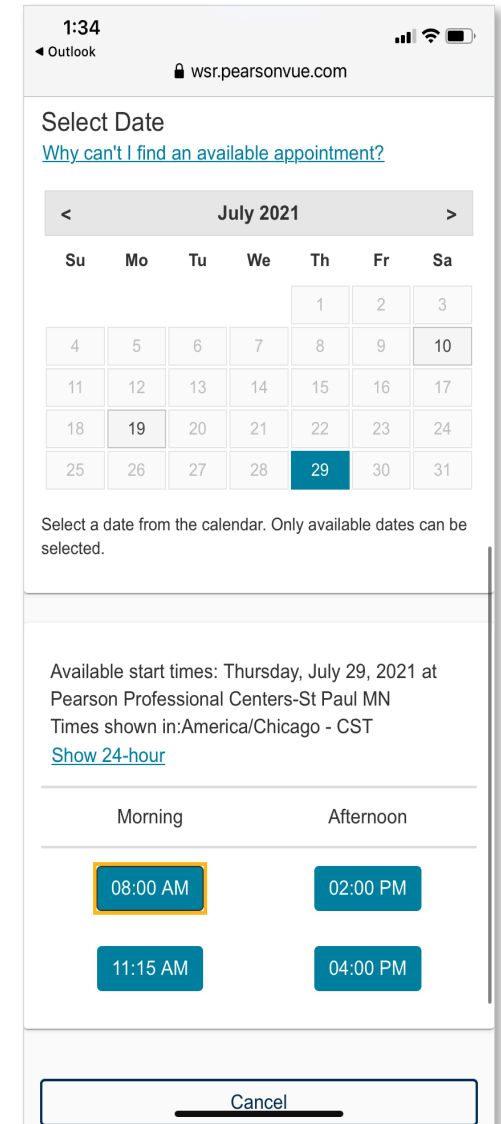 1:34
◄ Outlook
wsr.pearsonvue.com
Select Date
Why can't I find an available appointment?
< July 2021 >
Su Mo Tu We Th Fr Sa
1 2 3
4 5 6 7 8 9 10
11 12 13 14 15 16 17
18 19 20 21 22 23 24
25 26 27 28 29 30 31
Select a date from the calendar. Only available dates can be
selected.
Available start times: Thursday, July 29, 2021 at
Pearson Professional Centers-St Paul MN
Times shown in:America/Chicago - CST
Show 24-hour
Morning Afternoon
08:00 AM 02:00 PM
11:15 AM 04:00 PM
Cancel